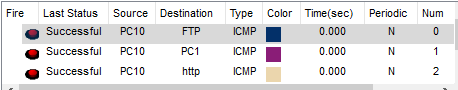 Fire Last Status Source Destination Type Color Time(sec) Periodic Num
Successful PC10 FTP ICMP 0.000 N 0
Successful PC10 PC1 ICMP 0.000 N 1
Successful PC10 http ICMP 0.000 N 2